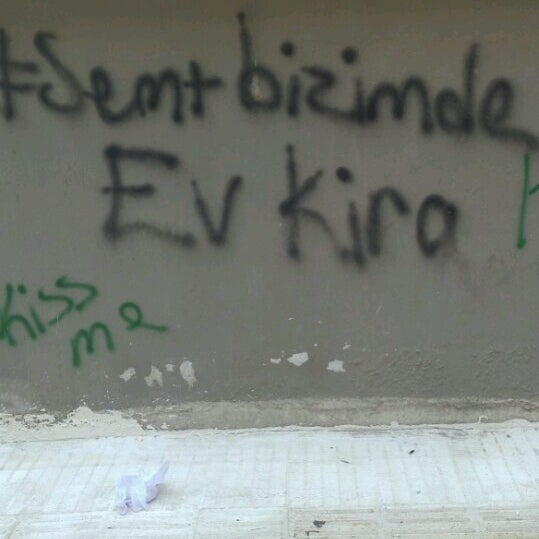 #Semt bizimde
Ev kira
kiss
me